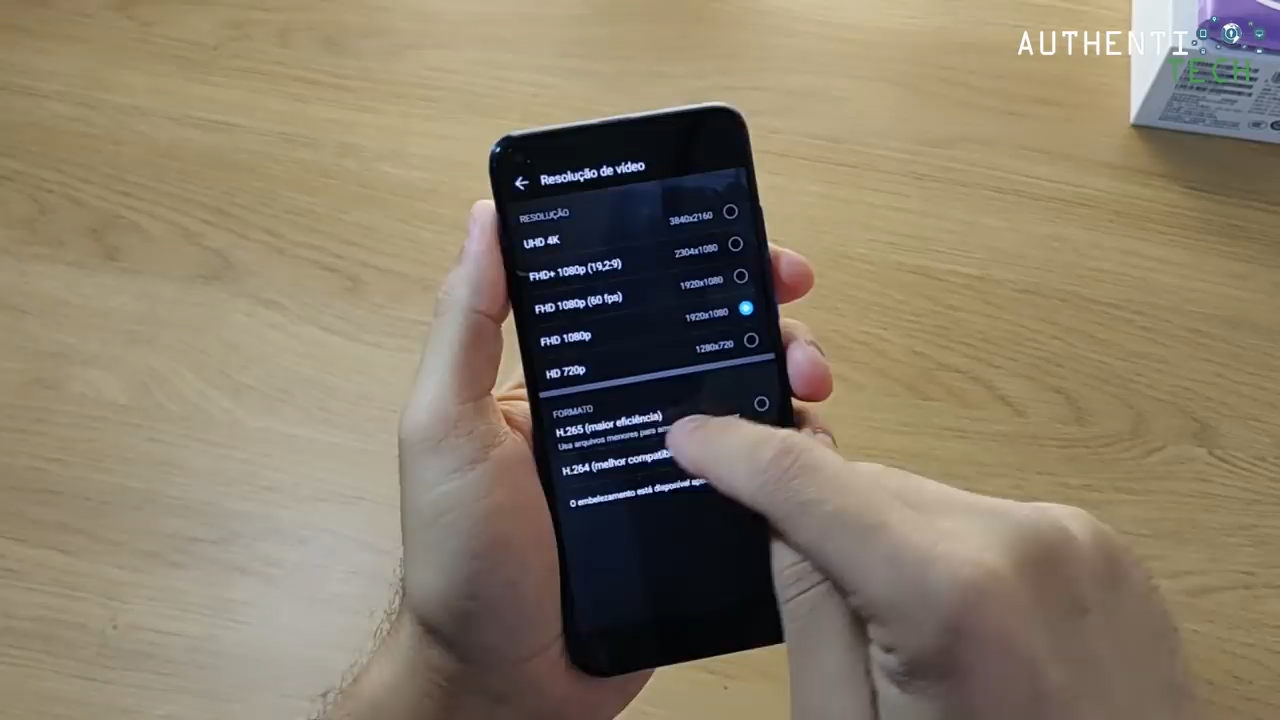 AUTHENTI
TECH
Resolução de vídeo
RESOLUÇÃO
UHD 4K 3840x2160
FHD+ 1080p (19,2:9) 2304x1080
FHD 1080p (60 fps) 1920x1080
FHD 1080p 1920x1080
HD 720p 1280x720
FORMATO
H.265 (maior eficiência)
Usa arquivos menores para
H.264 (melhor
O embelezamento está disponível